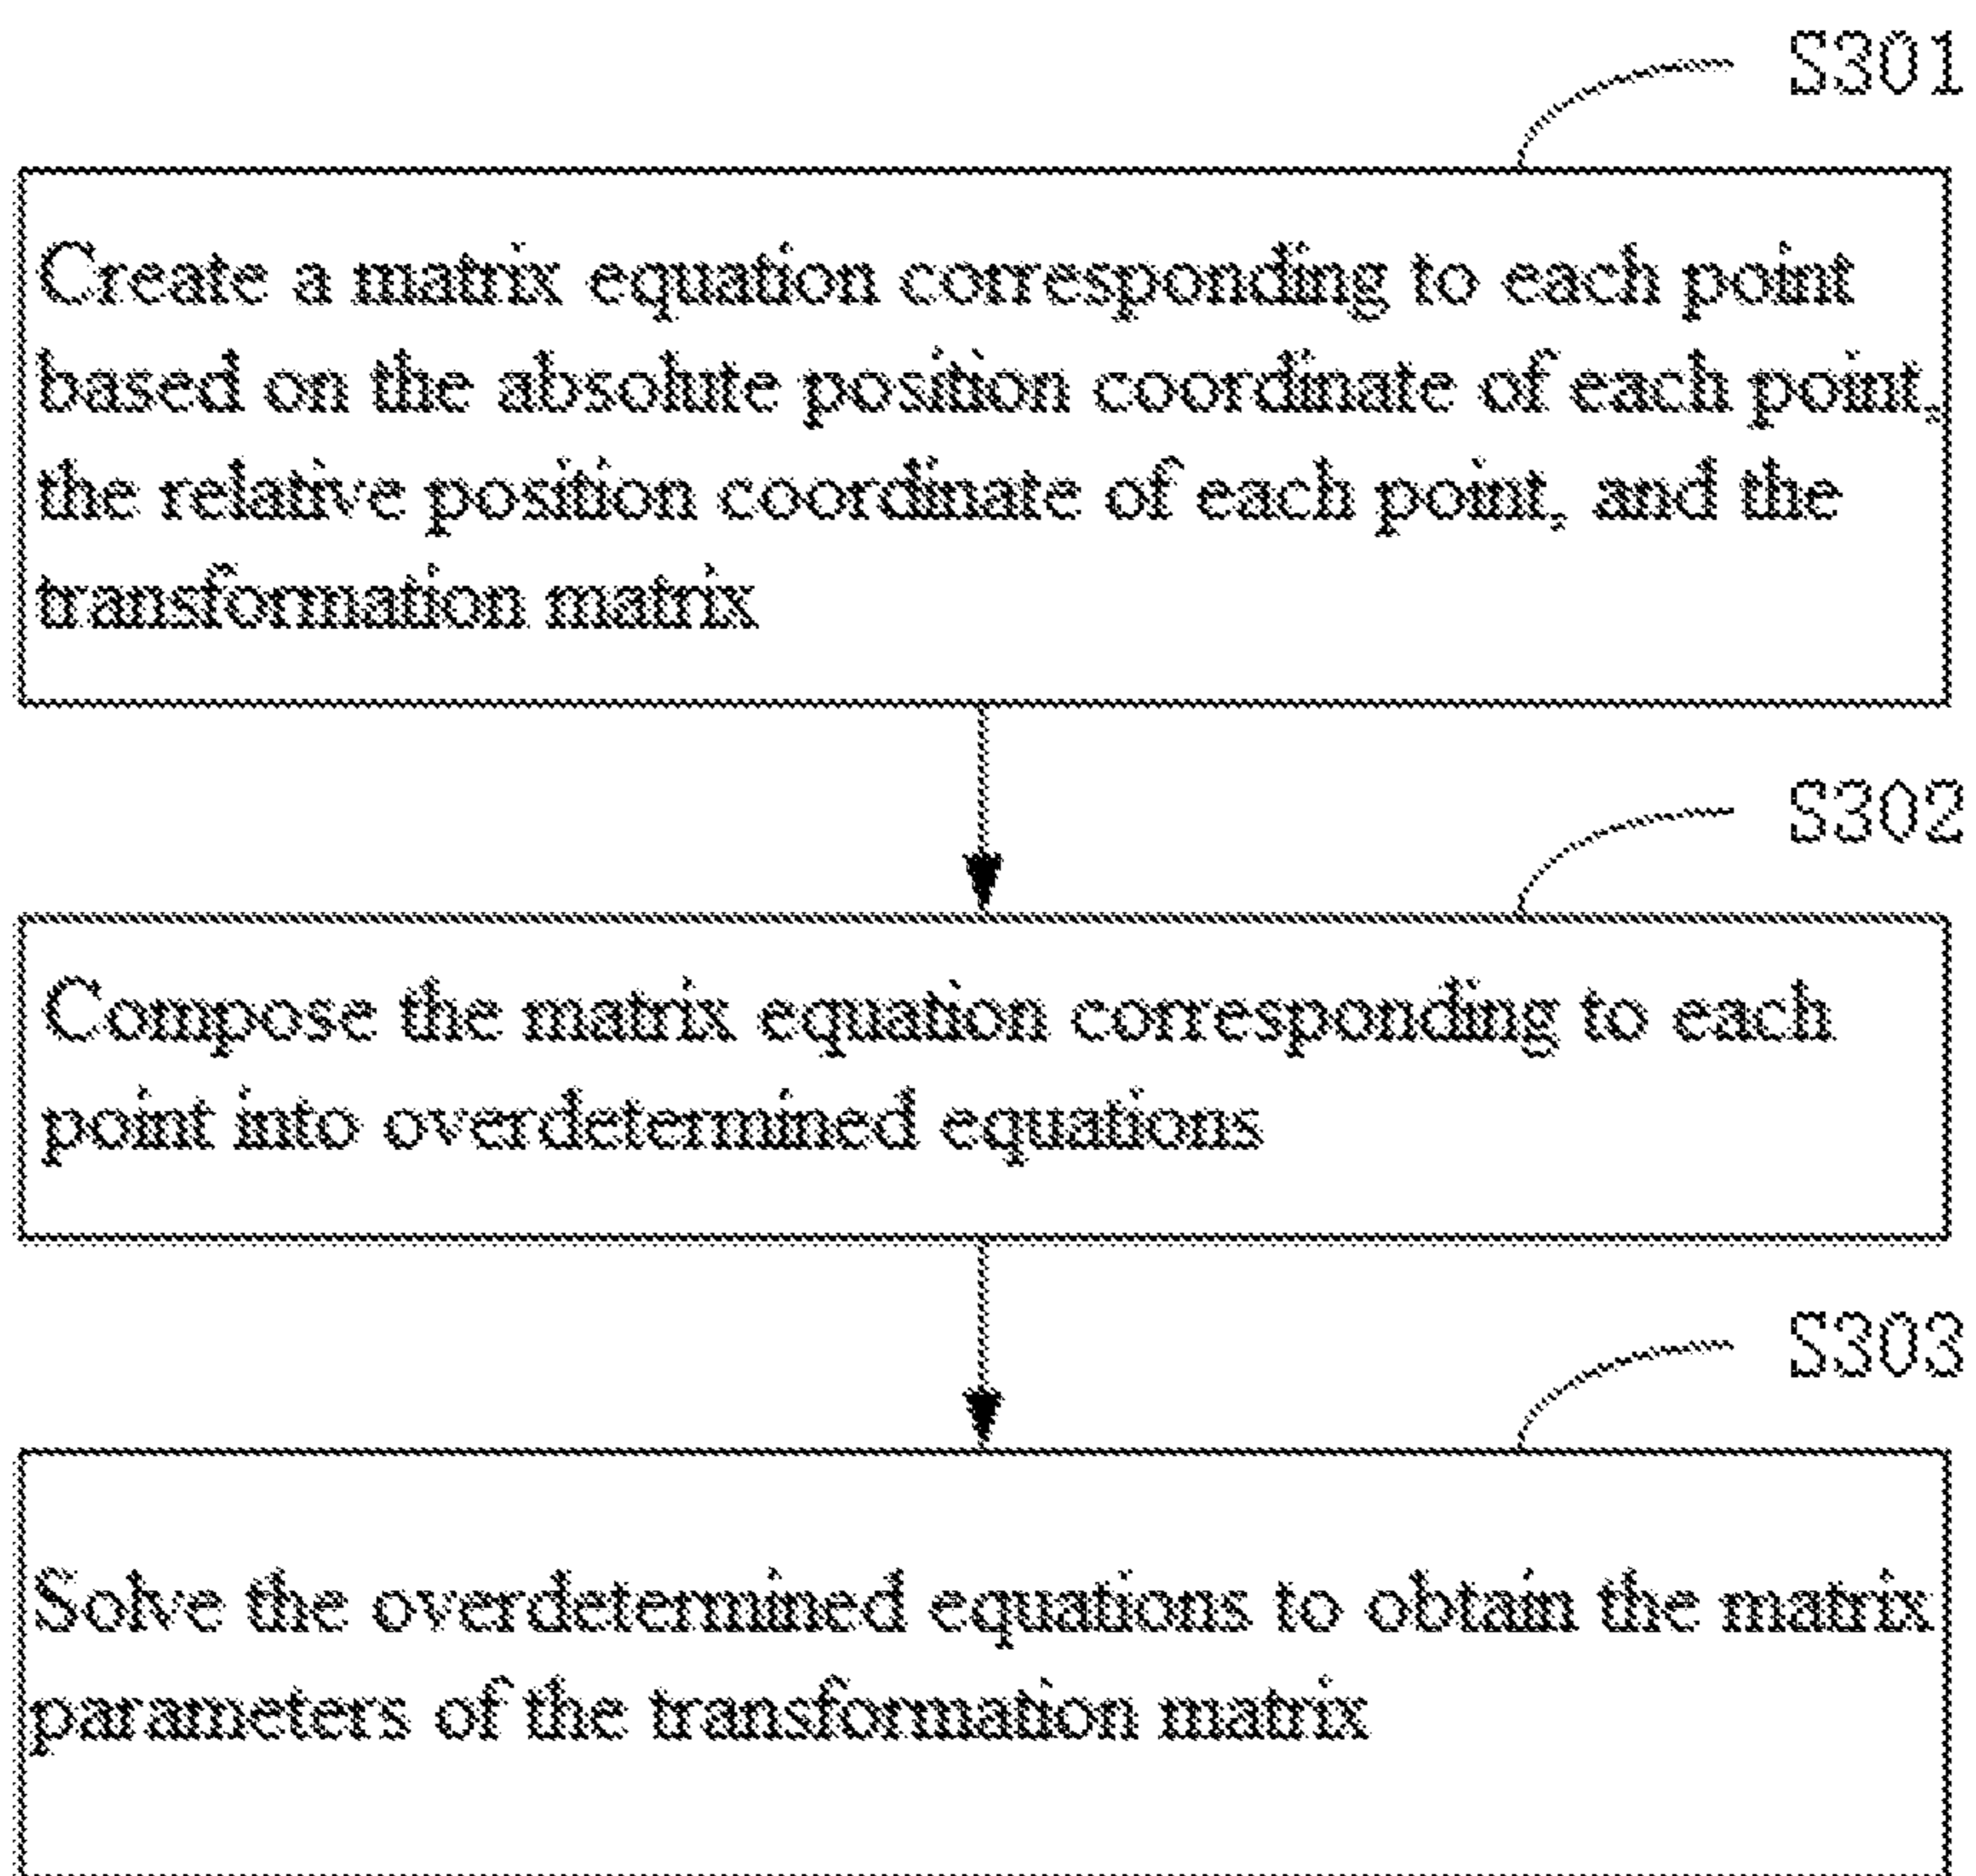 S301
Create a matrix equation corresponding to each point
based on the absolute position coordinate of each point,
the relative position coordinate of each point, and the
transformation matrix
S302
Compose the matrix equation corresponding to each
point into overdetermined equations
S303
Solve the overdetermined equations to obtain the matrix
parameters of the transformation matrix